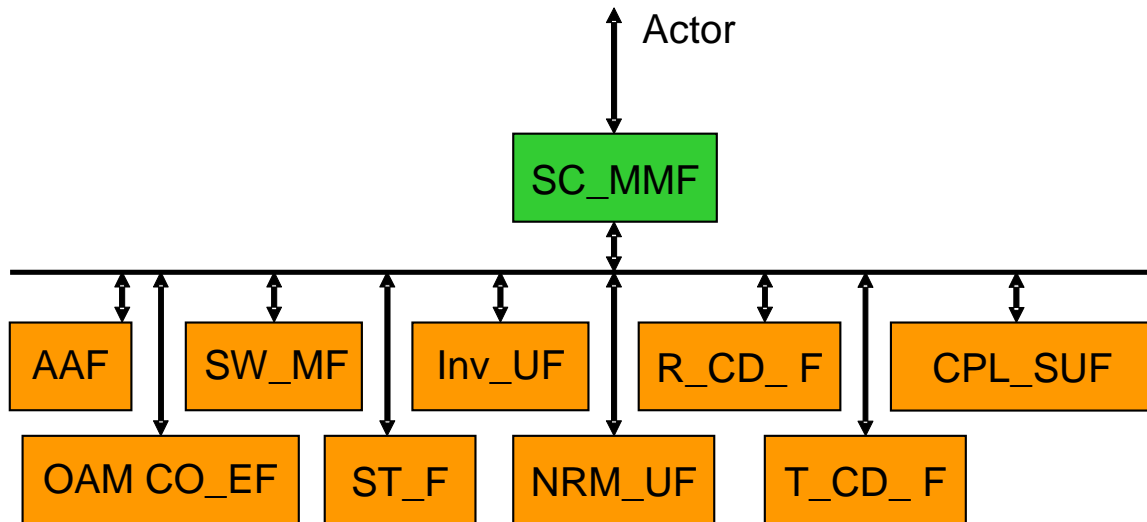 Actor
SC_MMF
AAF
SW_MF
Inv_UF
R_CD_ F
CPL_SUF
OAM CO_EF
ST_F
NRM_UF
T_CD_ F